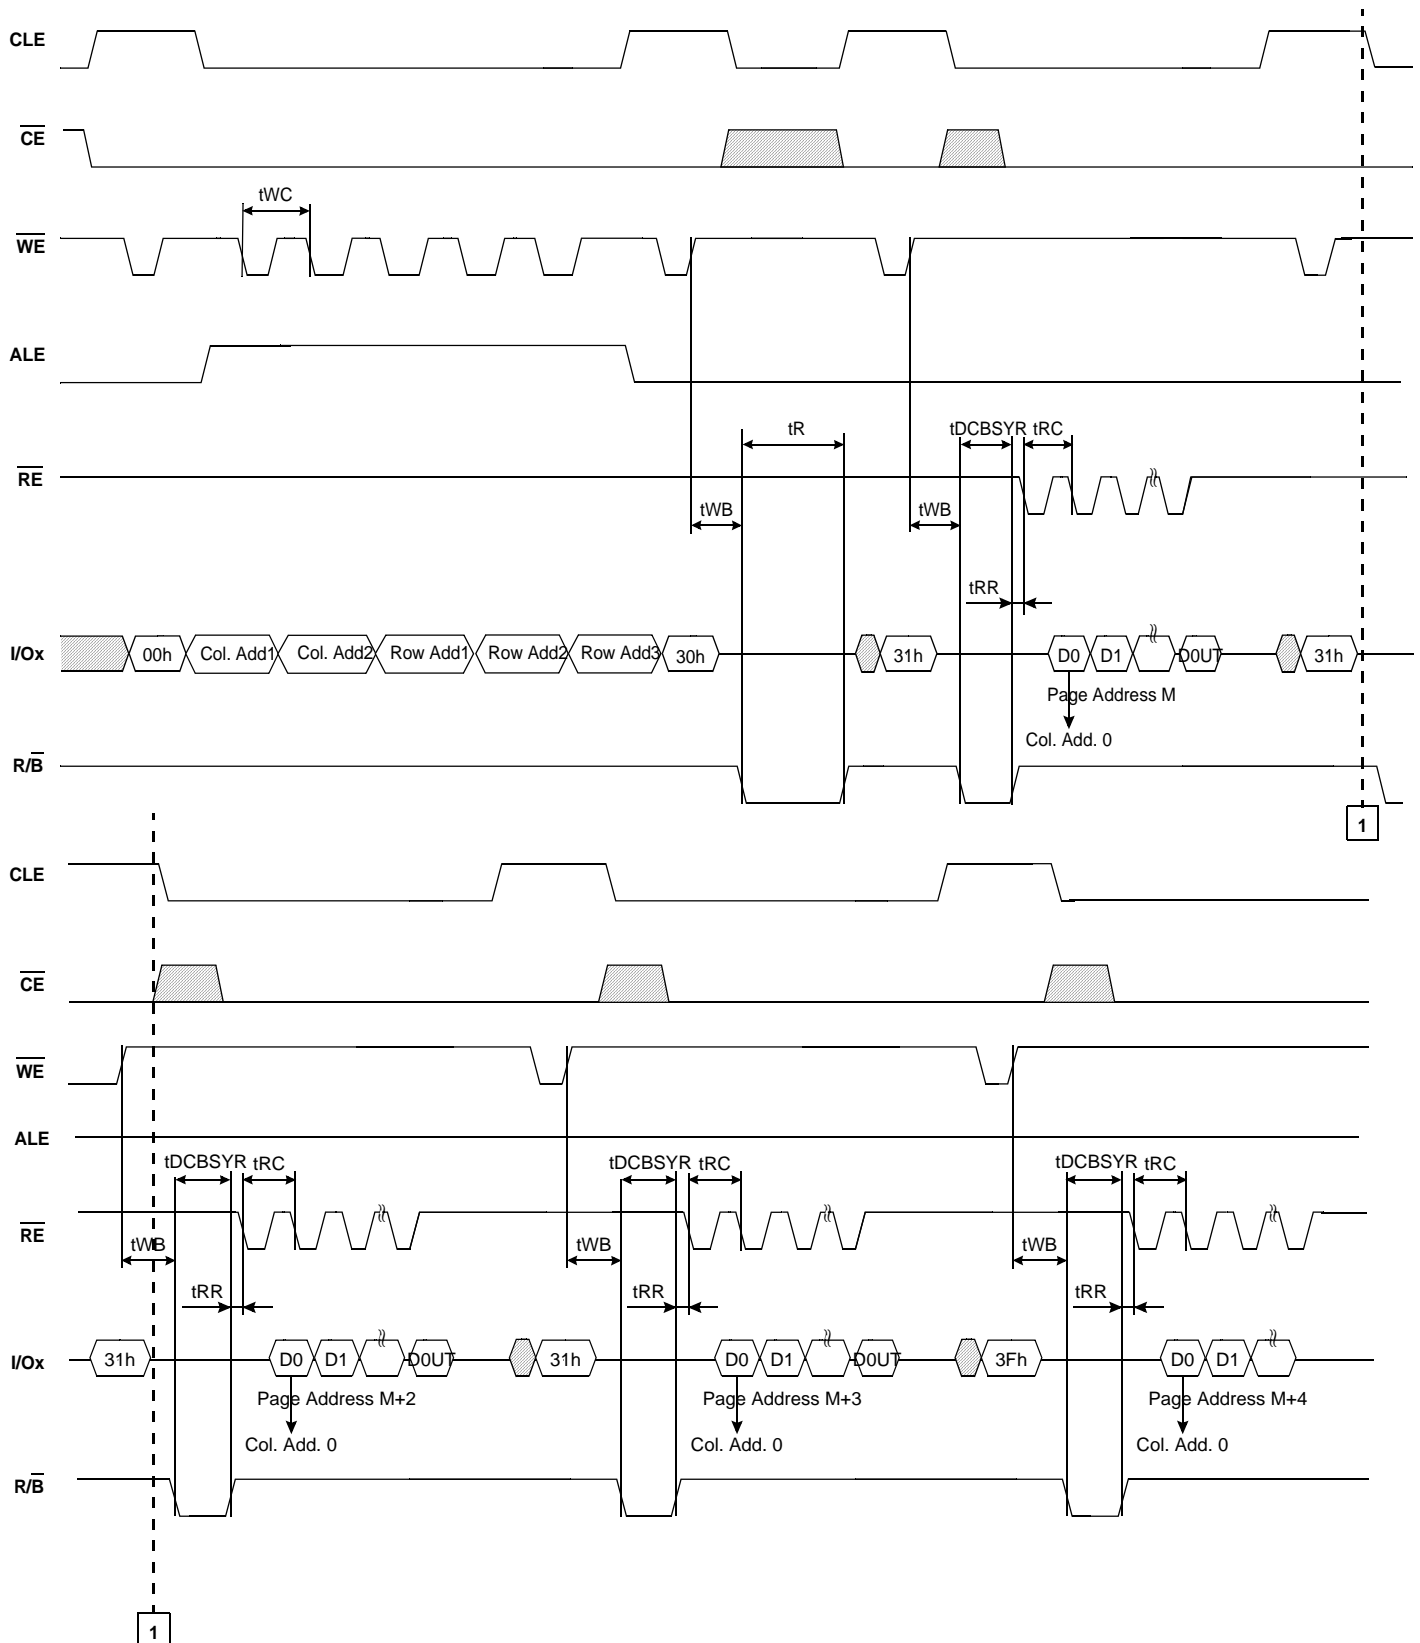 CLE
CE
tWC
WE
ALE
tR tDCBSYR tRC
RE
tWB tWB
tRR
I/Ox 00h Col. Add1 Col. Add2 Row Add1 Row Add2 Row Add3 30h 31h D0 D1 D0UT 31h
Page Address M
Col. Add. 0
R/B
1
CLE
CE
WE
ALE
tDCBSYR tRC tDCBSYR tRC tDCBSYR tRC
RE
tWB tWB tWB
tRR tRR tRR
I/Ox 31h D0 D1 D0UT 31h D0 D1 D0UT 3Fh D0 D1
Page Address M+2 Page Address M+3 Page Address M+4
Col. Add. 0 Col. Add. 0 Col. Add. 0
R/B
1